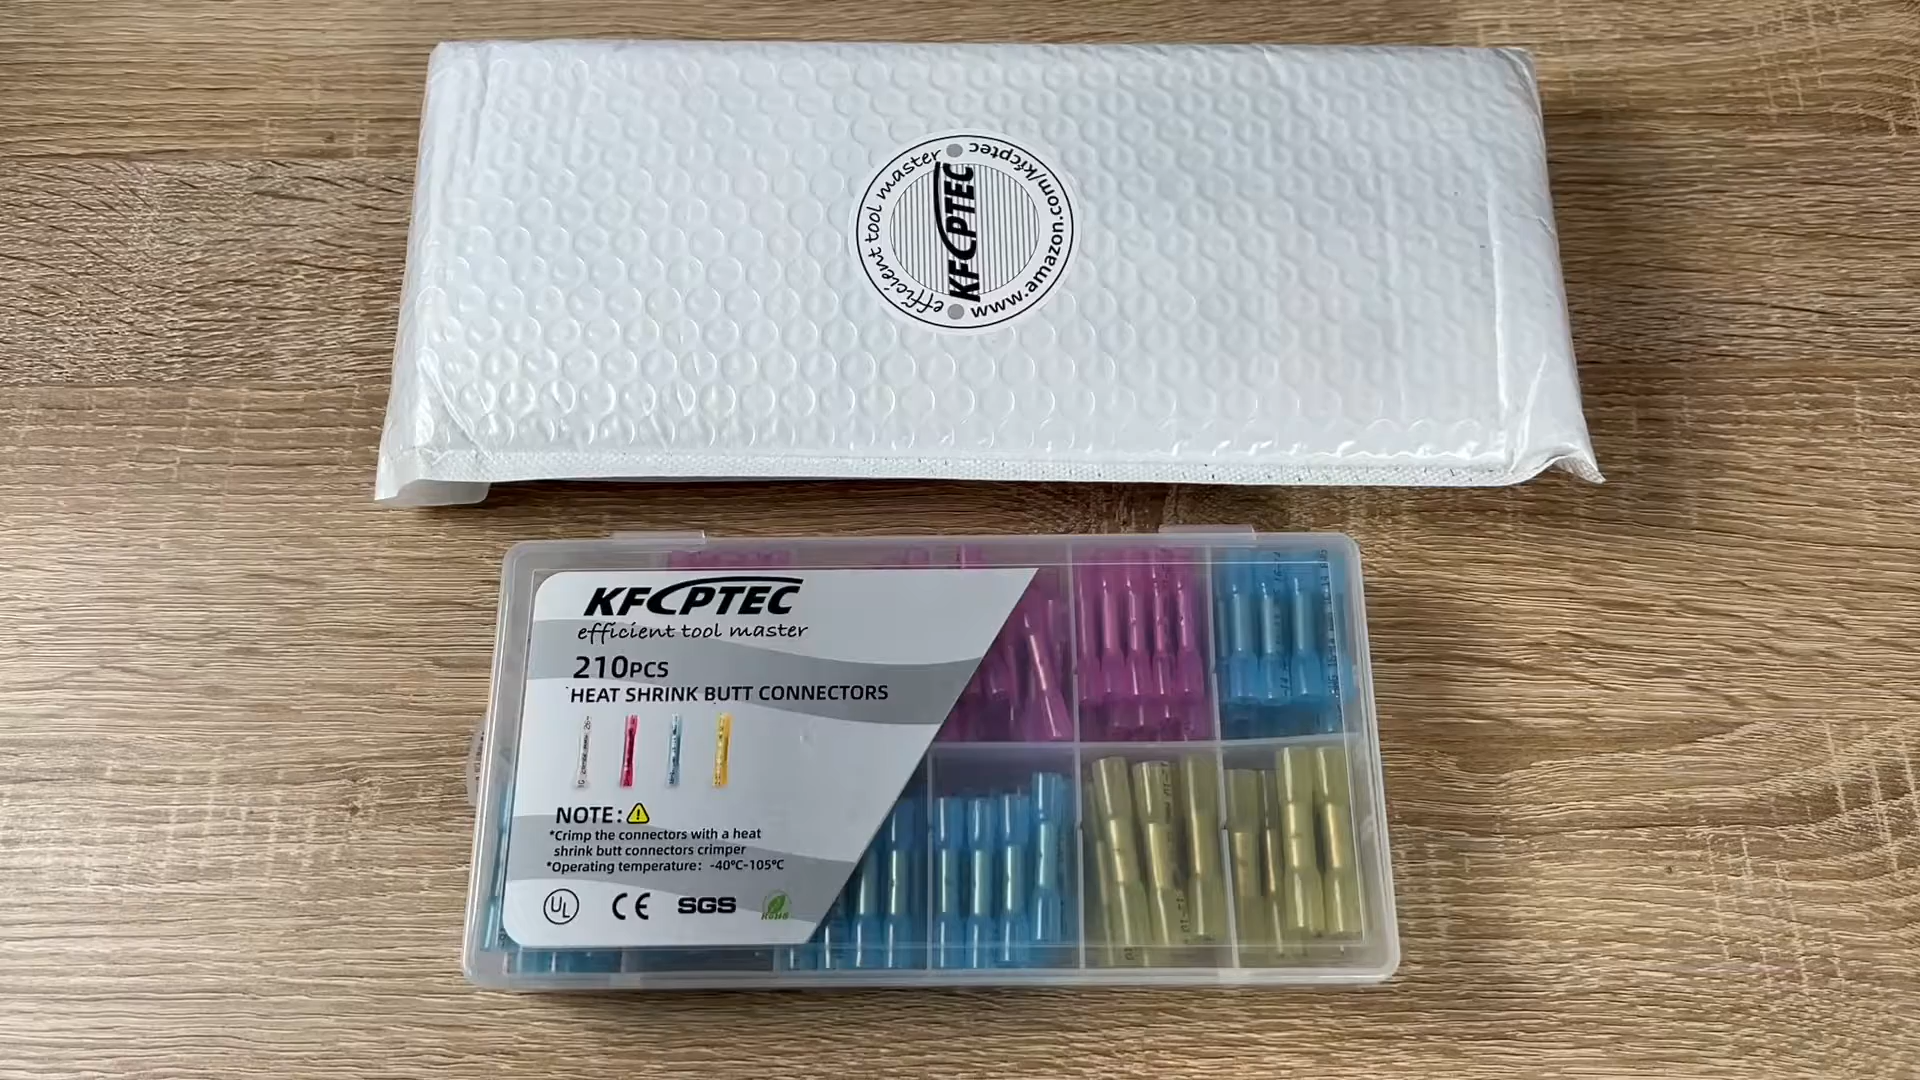 efficient tool master
www.amazon.com/kfcptec
KFCPTEC
KFCPTEC
efficient tool master
210PCS
HEAT SHRINK BUTT CONNECTORS
NOTE:
*Crimp the connectors with a heat
shrink butt connectors crimper
*Operating temperature: -40℃-105℃
UL CE SGS RoHS